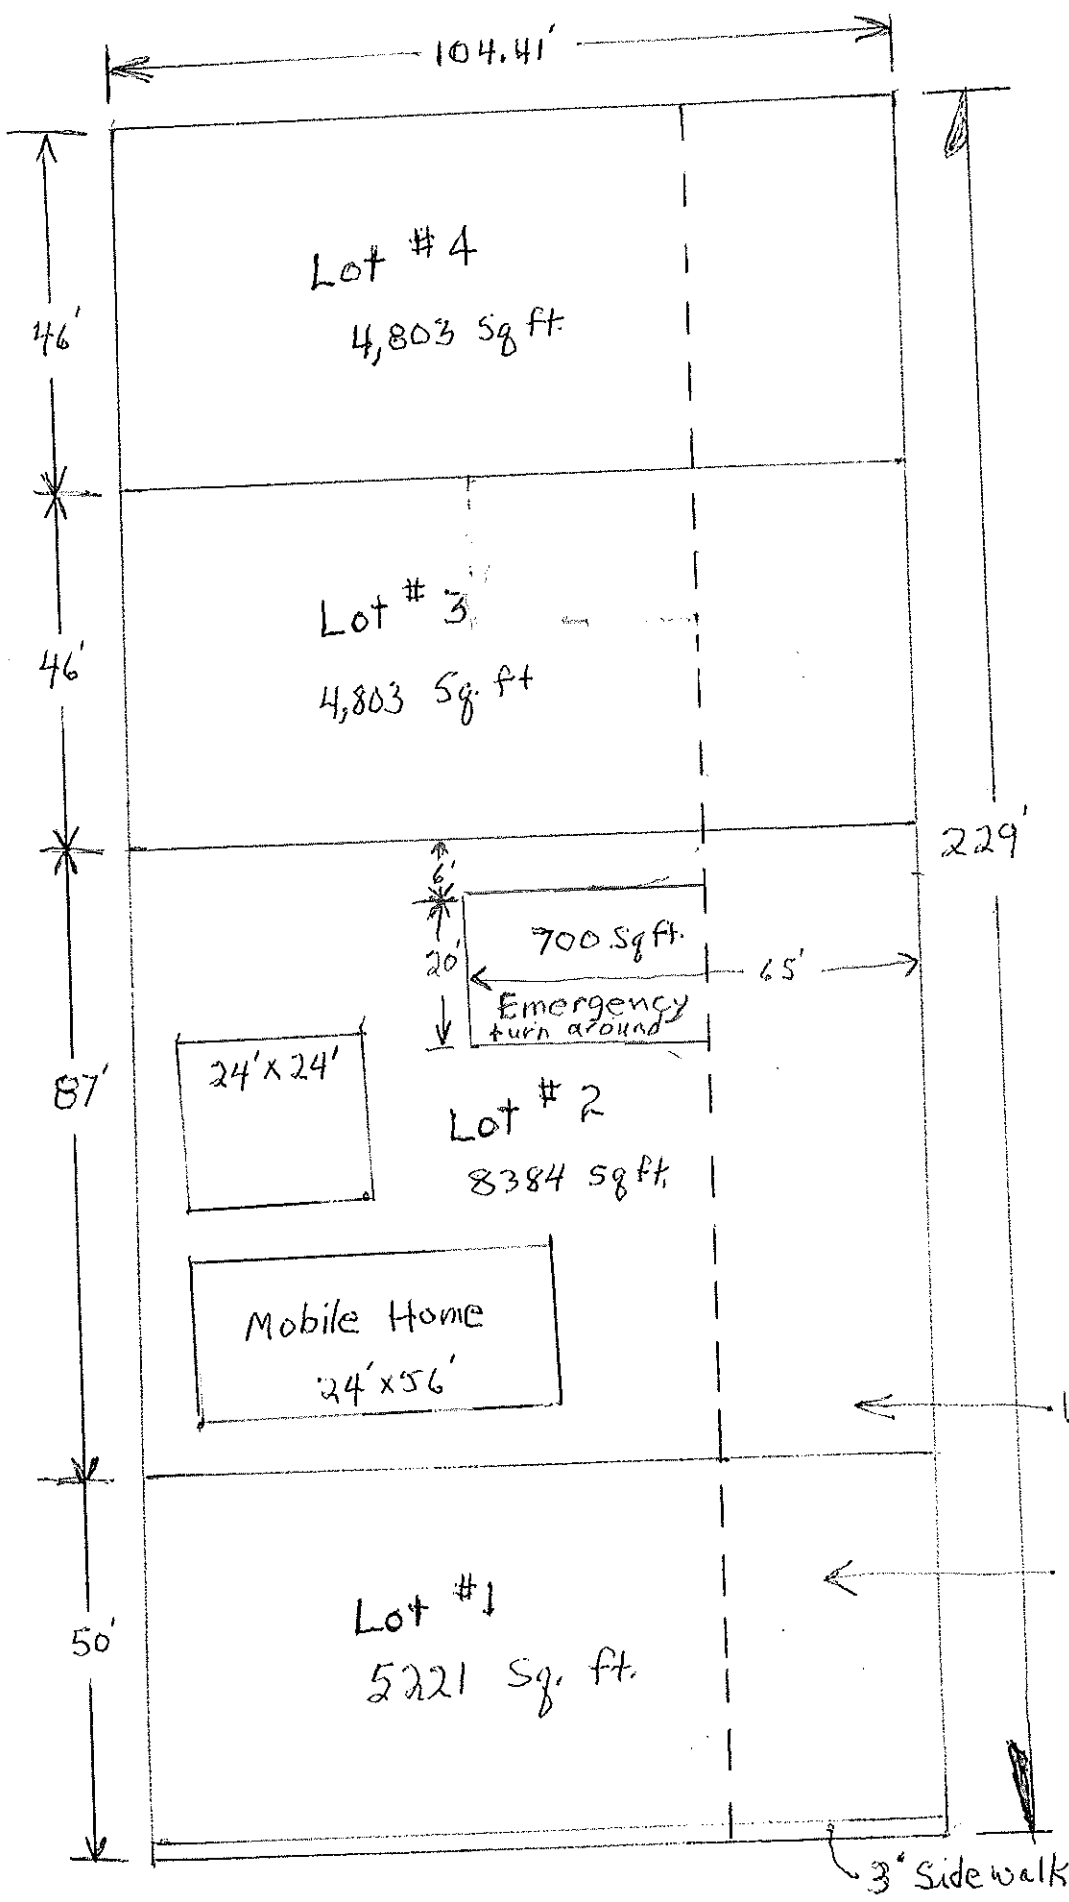 104.41'
Lot #4
4,803 Sq ft.
46'
Lot # 3
4,803 Sq. ft
46'
229'
6'
700 Sq ft.
20'
65'
Emergency
turn around
24' x 24'
87'
Lot # 2
8384 sq ft.
Mobile Home
24' x 56'
Lot #1
50'
5221 Sq. ft.
3' Sidewalk